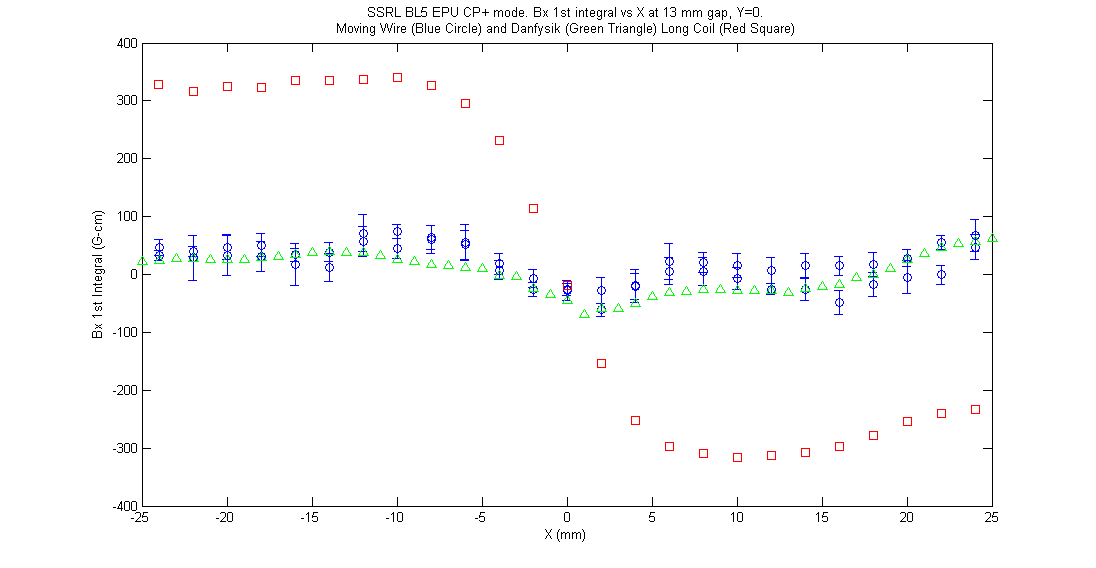 SSRL BL5 EPU CP+ mode. Bx 1st integral vs X at 13 mm gap, Y=0.
Moving Wire (Blue Circle) and Danfysik (Green Triangle) Long Coil (Red Square)
400
300
200
100
0
-100
-200
-300
-400
Bx 1st Integral (G-cm)
-25 -20 -15 -10 -5 0 5 10 15 20 25
X (mm)